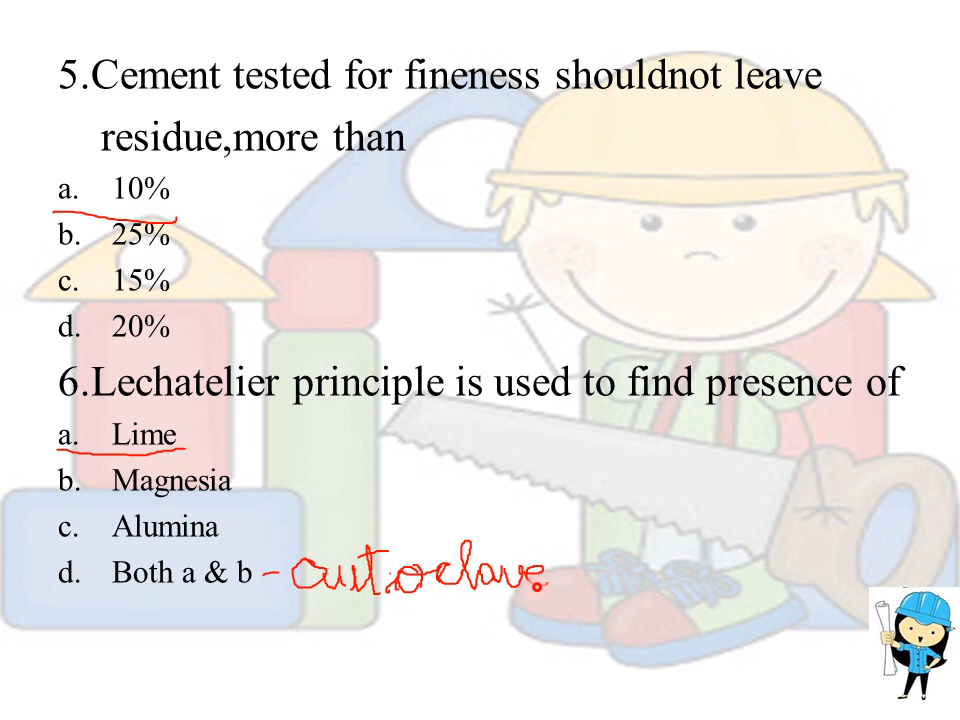 5.Cement tested for fineness shouldnot leave
residue,more than
a. 10%
b. 25%
c. 15%
d. 20%
6.Lechatelier principle is used to find presence of
a. Lime
b. Magnesia
c. Alumina
d. Both a & b - autoclave.